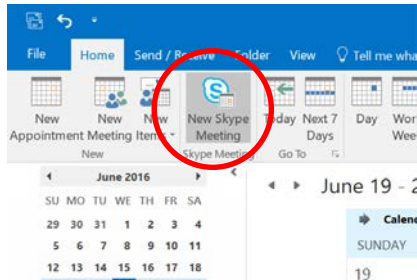 File Home Send / Receive Folder View Tell me wha
New Appointment
New Meeting
New Items
New Skype Meeting
Today
Next 7 Days
Day
Wor
Wee
New
Skype Meeting
Go To
June 2016
June 19 - 2
SU MO TU WE TH FR SA
29 30 31 1 2 3 4
5 6 7 8 9 10 11
12 13 14 15 16 17 18
Calend
SUNDAY
19